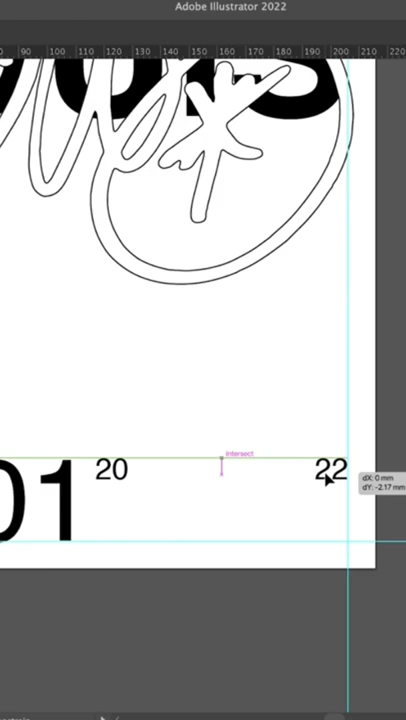 Adobe Illustrator 2022
90 100 110 120 130 140 150 160 170 180 190 200 210 220
intersect
01 20 22
dX: 0 mm
dY: -2.17 mm